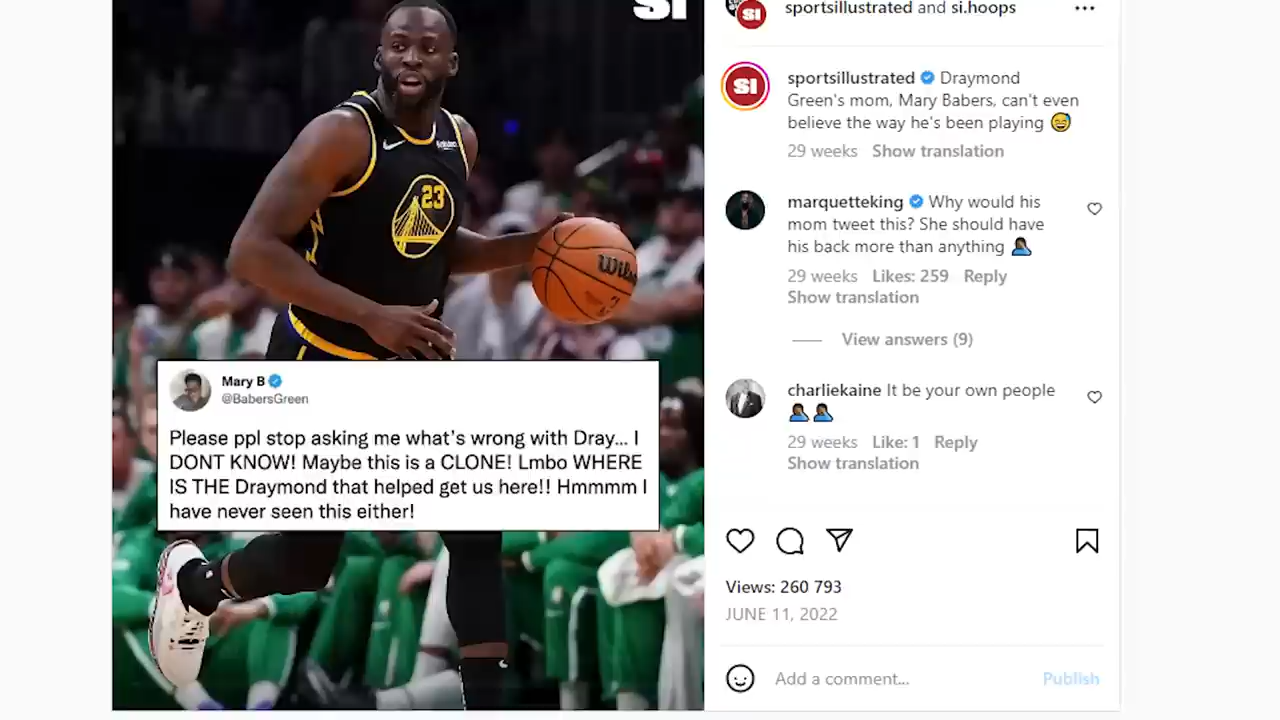 SI
23
Wils
Mary B
@BabersGreen
Please ppl stop asking me what's wrong with Dray... I
DONT KNOW! Maybe this is a CLONE! Lmbo WHERE
IS THE Draymond that helped get us here!! Hmmmm I
have never seen this either!
SI
sportsillustrated and si.hoops
SI
sportsillustrated Draymond
Green's mom, Mary Babers, can't even
believe the way he's been playing 😅
29 weeks Show translation
marquetteking Why would his
mom tweet this? She should have
his back more than anything 🤦🏾‍♂️
29 weeks Likes: 259 Reply
Show translation
View answers (9)
charliekaine It be your own people
🤦🏾‍♂️🤦🏾‍♂️
29 weeks Like: 1 Reply
Show translation
Views: 260 793
JUNE 11, 2022
Add a comment...
Publish